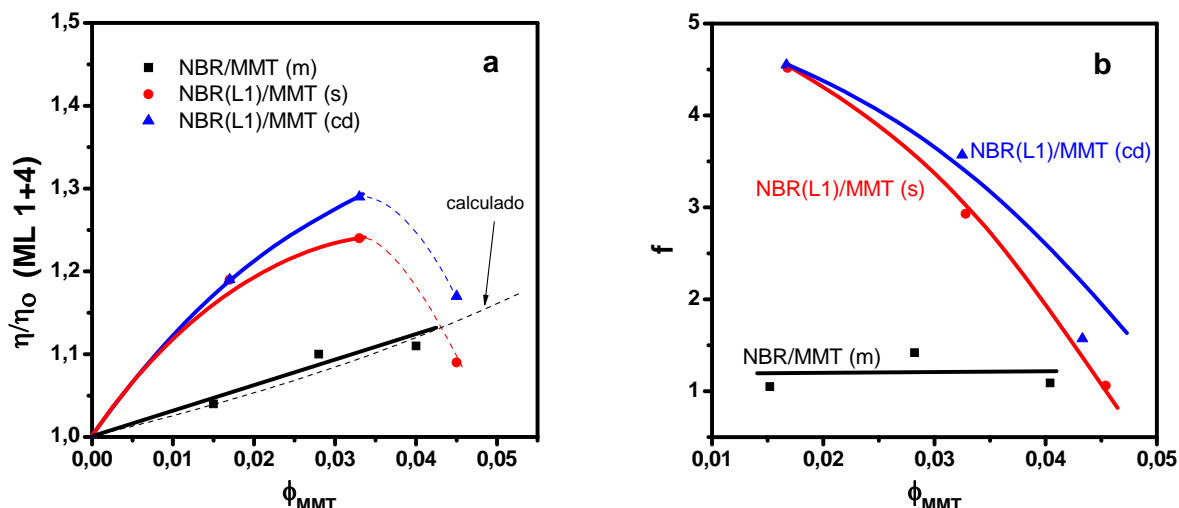 1,5
1,4
1,3
1,2
1,1
1,0
η/ηo (ML 1+4)
NBR/MMT (m)
NBR(L1)/MMT (s)
NBR(L1)/MMT (cd)
a
calculado
0,00 0,01 0,02 0,03 0,04 0,05
ϕMMT
5
4
3
2
1
0
f
b
NBR(L1)/MMT (cd)
NBR(L1)/MMT (s)
NBR/MMT (m)
0,01 0,02 0,03 0,04 0,05
ϕMMT